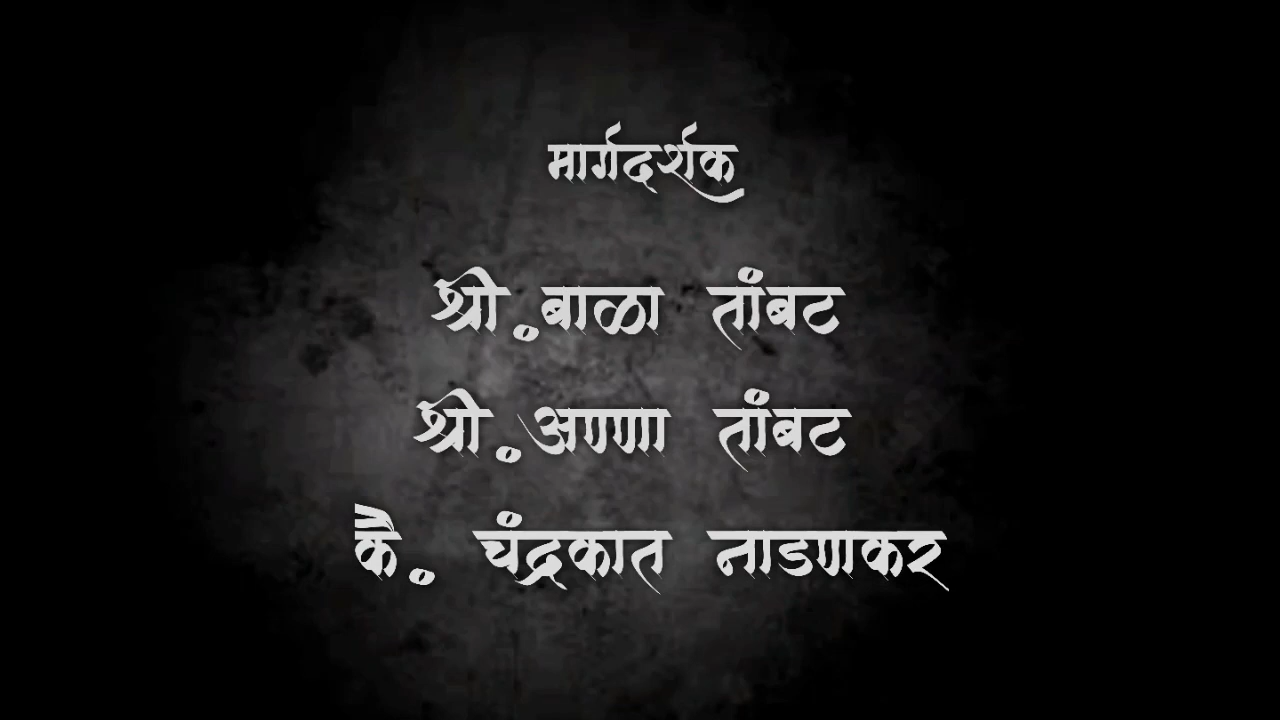 मार्गदर्शक
श्री.बाळा तांबट
श्री.अण्णा तांबट
कै. चंद्रकात नाडणकर